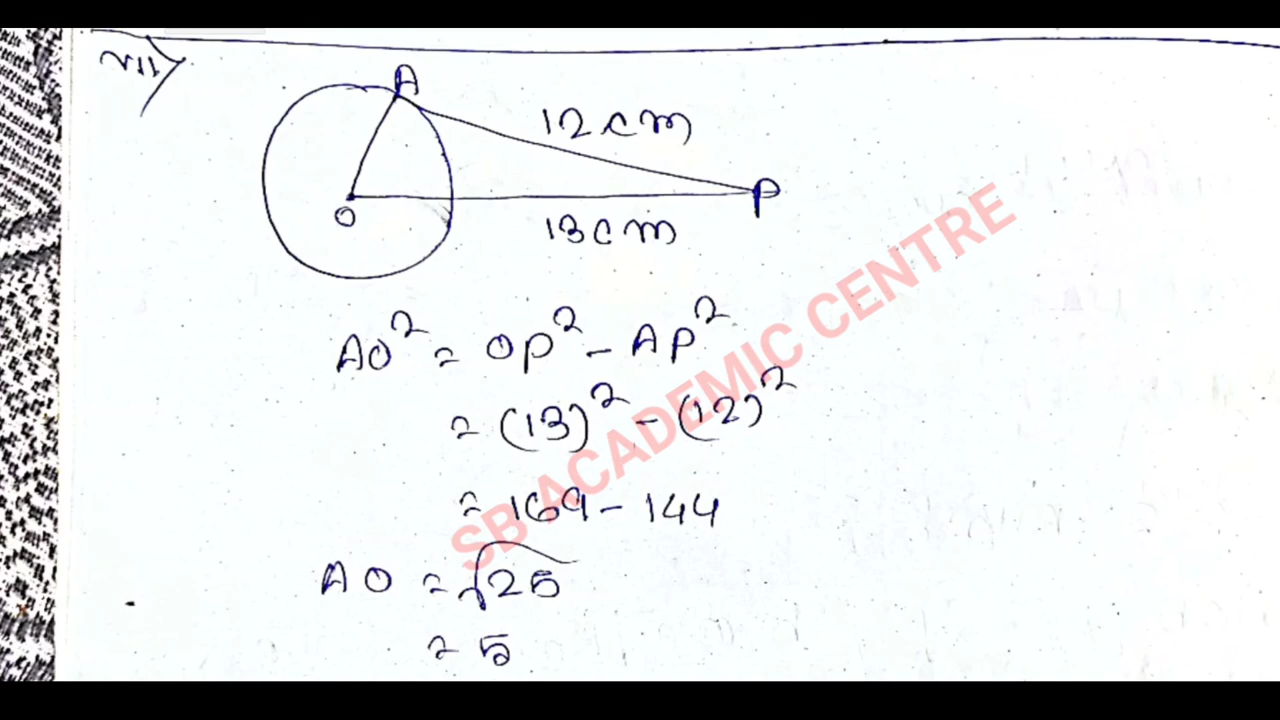 vii>
A
12 cm
O
P
13 cm
AO² = OP² - AP²
= (13)² - (12)²
= 169 - 144
AO = √25
= 5
SB ACADEMIC CENTRE